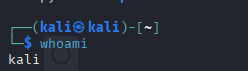 ┌──(kali㉿kali)-[~]
└─$ whoami
kali